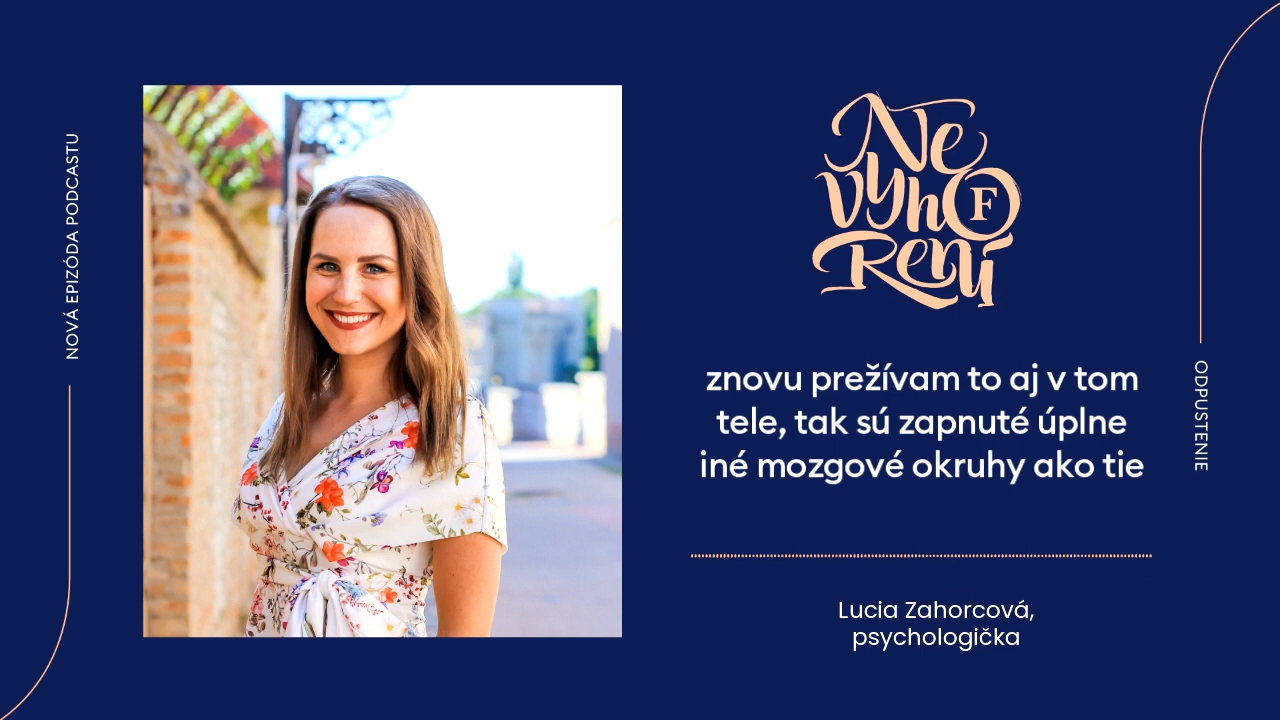 NOVÁ EPIZÓDA PODCASTU
Ne
vyhO
F
Rení
znovu prežívam to aj v tom
tele, tak sú zapnuté úplne
iné mozgové okruhy ako tie
Lucia Zahorcová,
psychologička
ODPUSTENIE